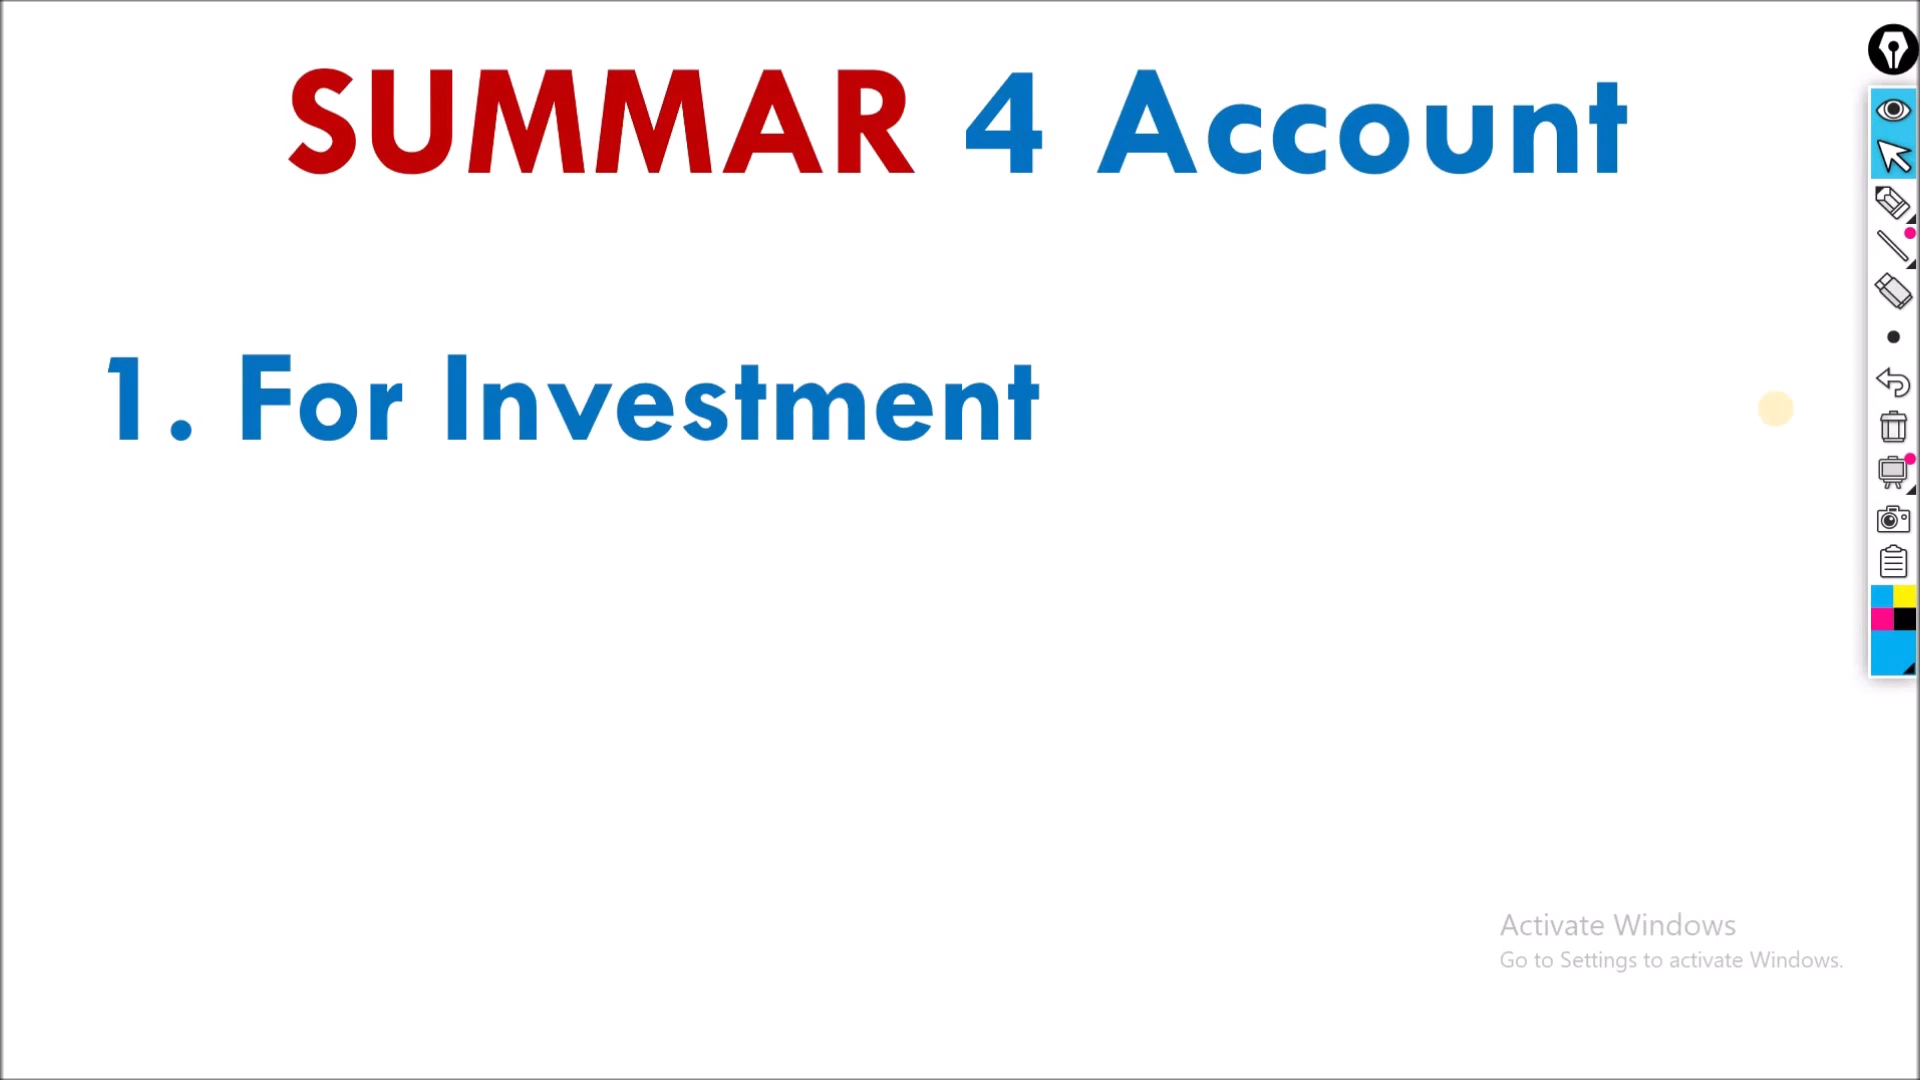 SUMMAR 4 Account
1. For Investment
Activate Windows
Go to Settings to activate Windows.